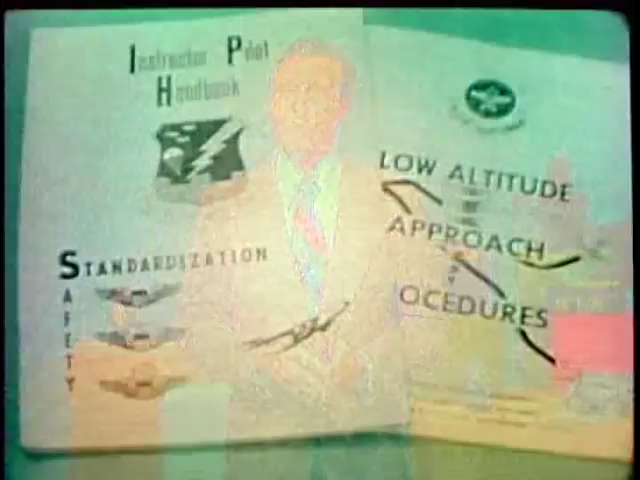 Instructor Pilot
Handbook
STANDARDIZATION
SAFETY
LOW ALTITUDE
APPROACH
OCEDURES